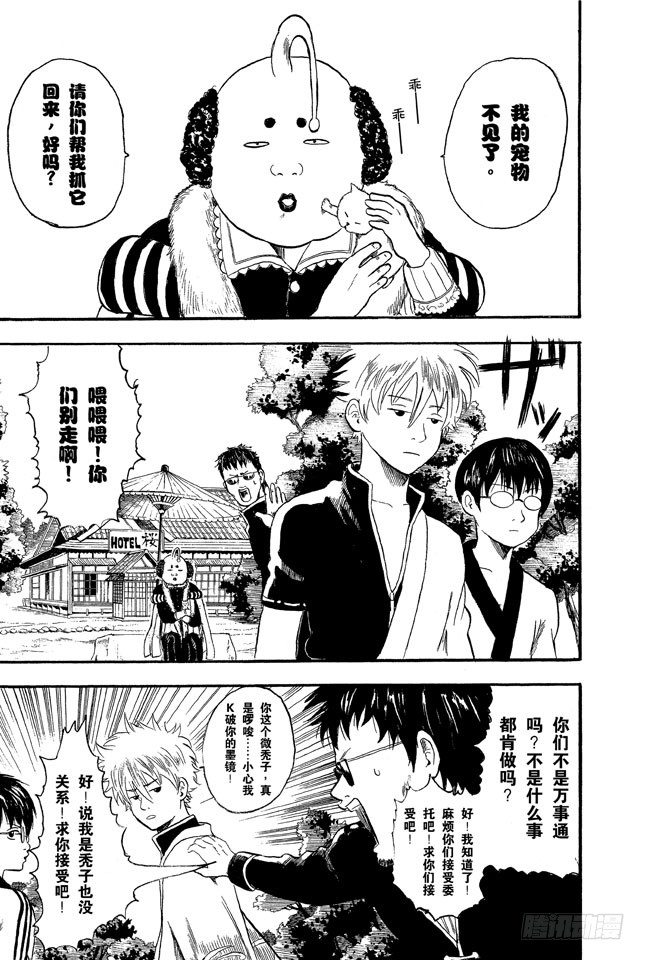 我的宠物
不见了。
乖
乖
请你们帮我抓它
回来，好吗？
喂喂喂！你
们别走啊！
HOTEL 桜
你们不是万事通
吗？不是什么事
都肯做吗？
好！我知道了！
麻烦你们接受委
托吧！求你们接
受吧！
你这个微秃子，真
是啰唆……小心我
K破你的墨镜！
好！说我是秃子也没
关系！求你接受吧！
腾讯动漫